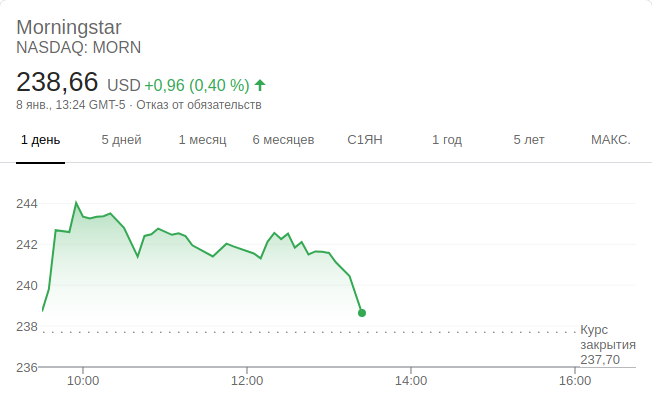 Morningstar
NASDAQ: MORN
238,66 USD +0,96 (0,40 %)
8 янв., 13:24 GMT-5 · Отказ от обязательств
1 день 5 дней 1 месяц 6 месяцев С1ЯН 1 год 5 лет МАКС.
244
242
240
238
Курс
закрытия
237,70
236
10:00 12:00 14:00 16:00